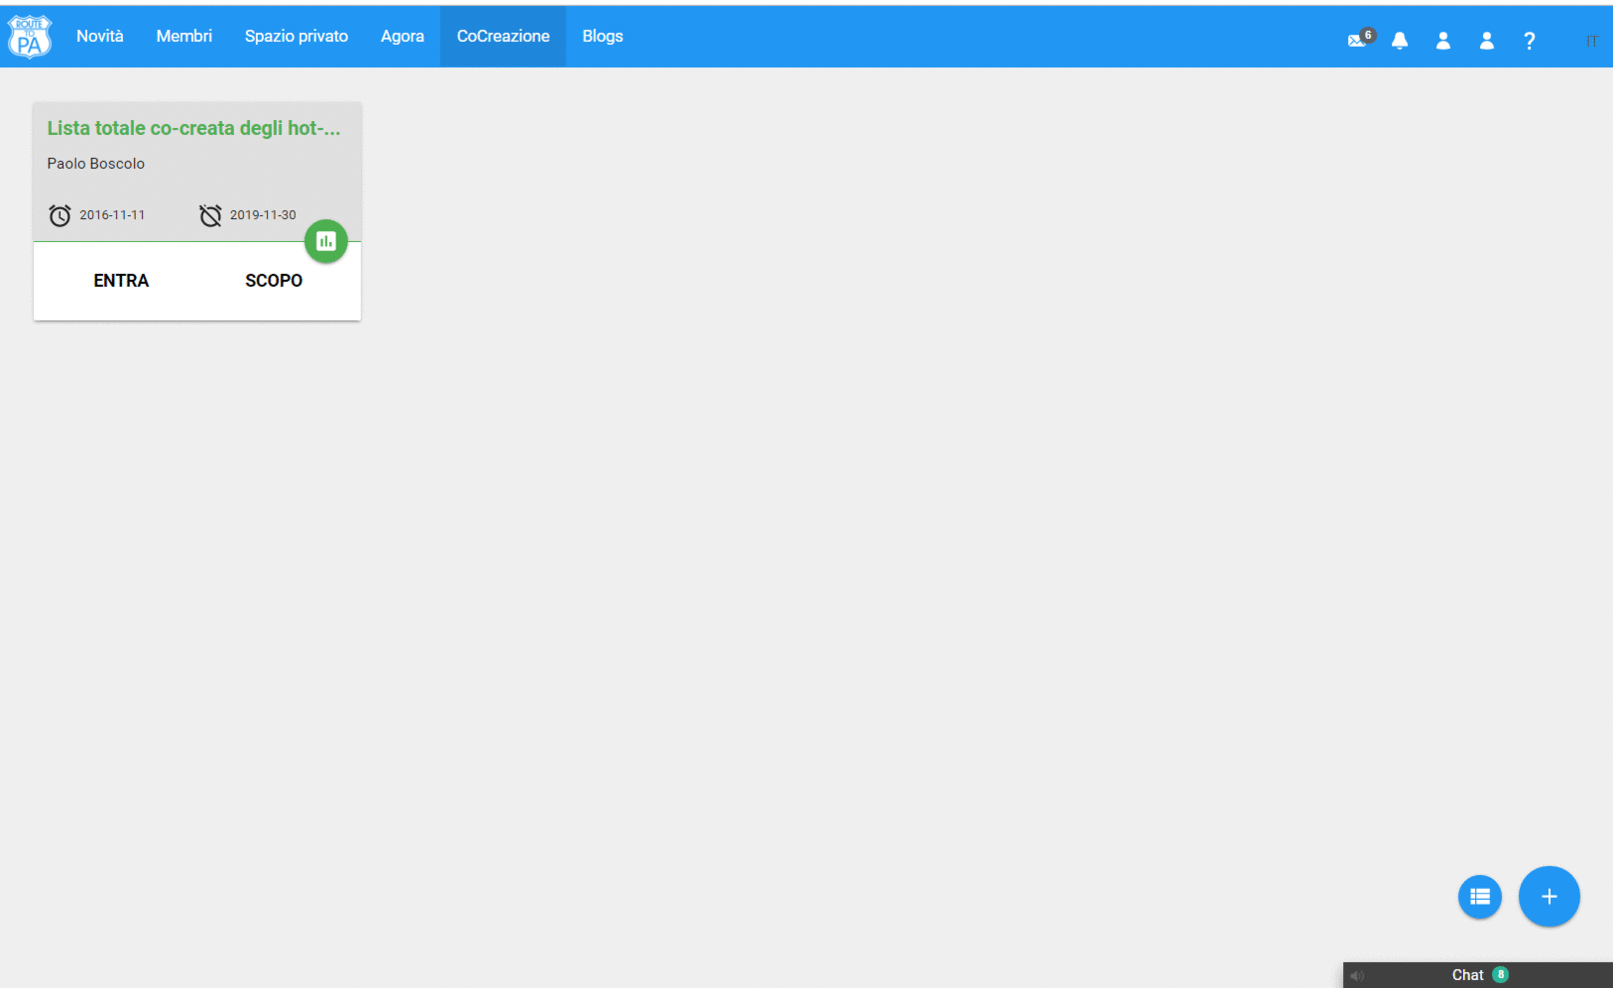 ROUTE
TO
PA
Novità Membri Spazio privato Agora CoCreazione Blogs 6 ? IT
Lista totale co-creata degli hot-...
Paolo Boscolo
2016-11-11 2019-11-30
ENTRA SCOPO
+
Chat 8